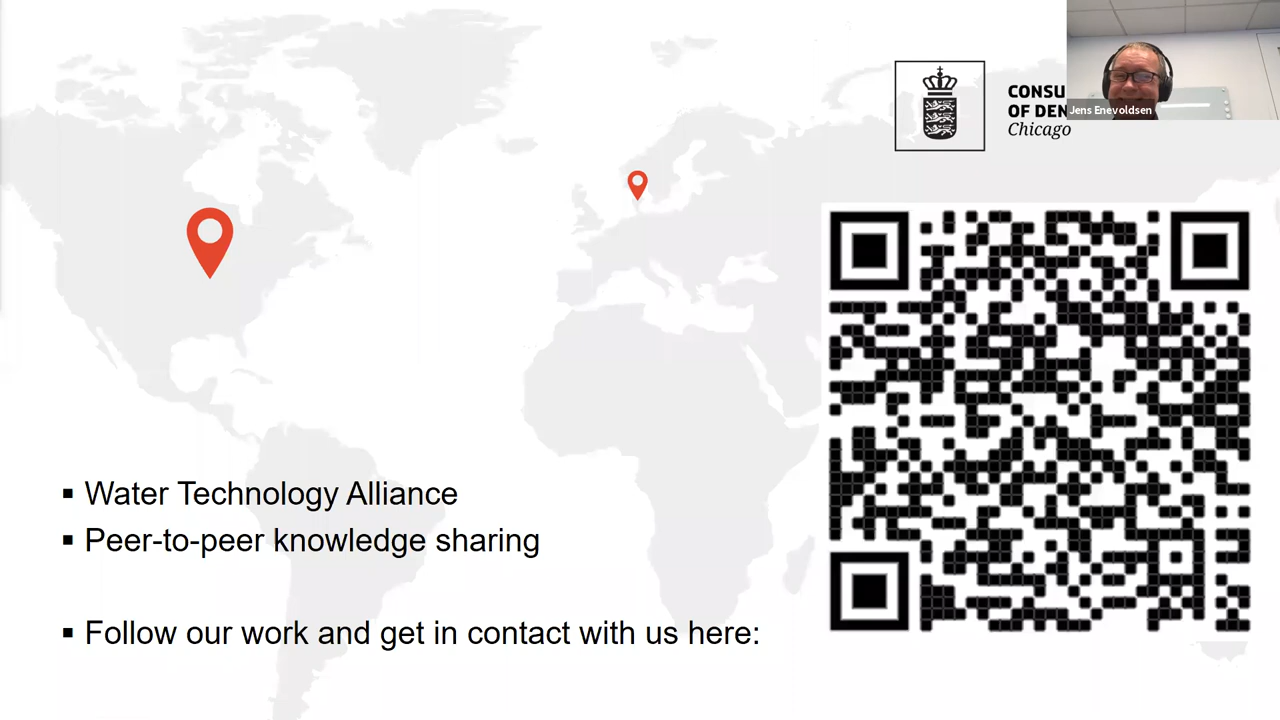 CONSU
OF DEN
Chicago
Jens Enevoldsen
▪ Water Technology Alliance
▪ Peer-to-peer knowledge sharing
▪ Follow our work and get in contact with us here: